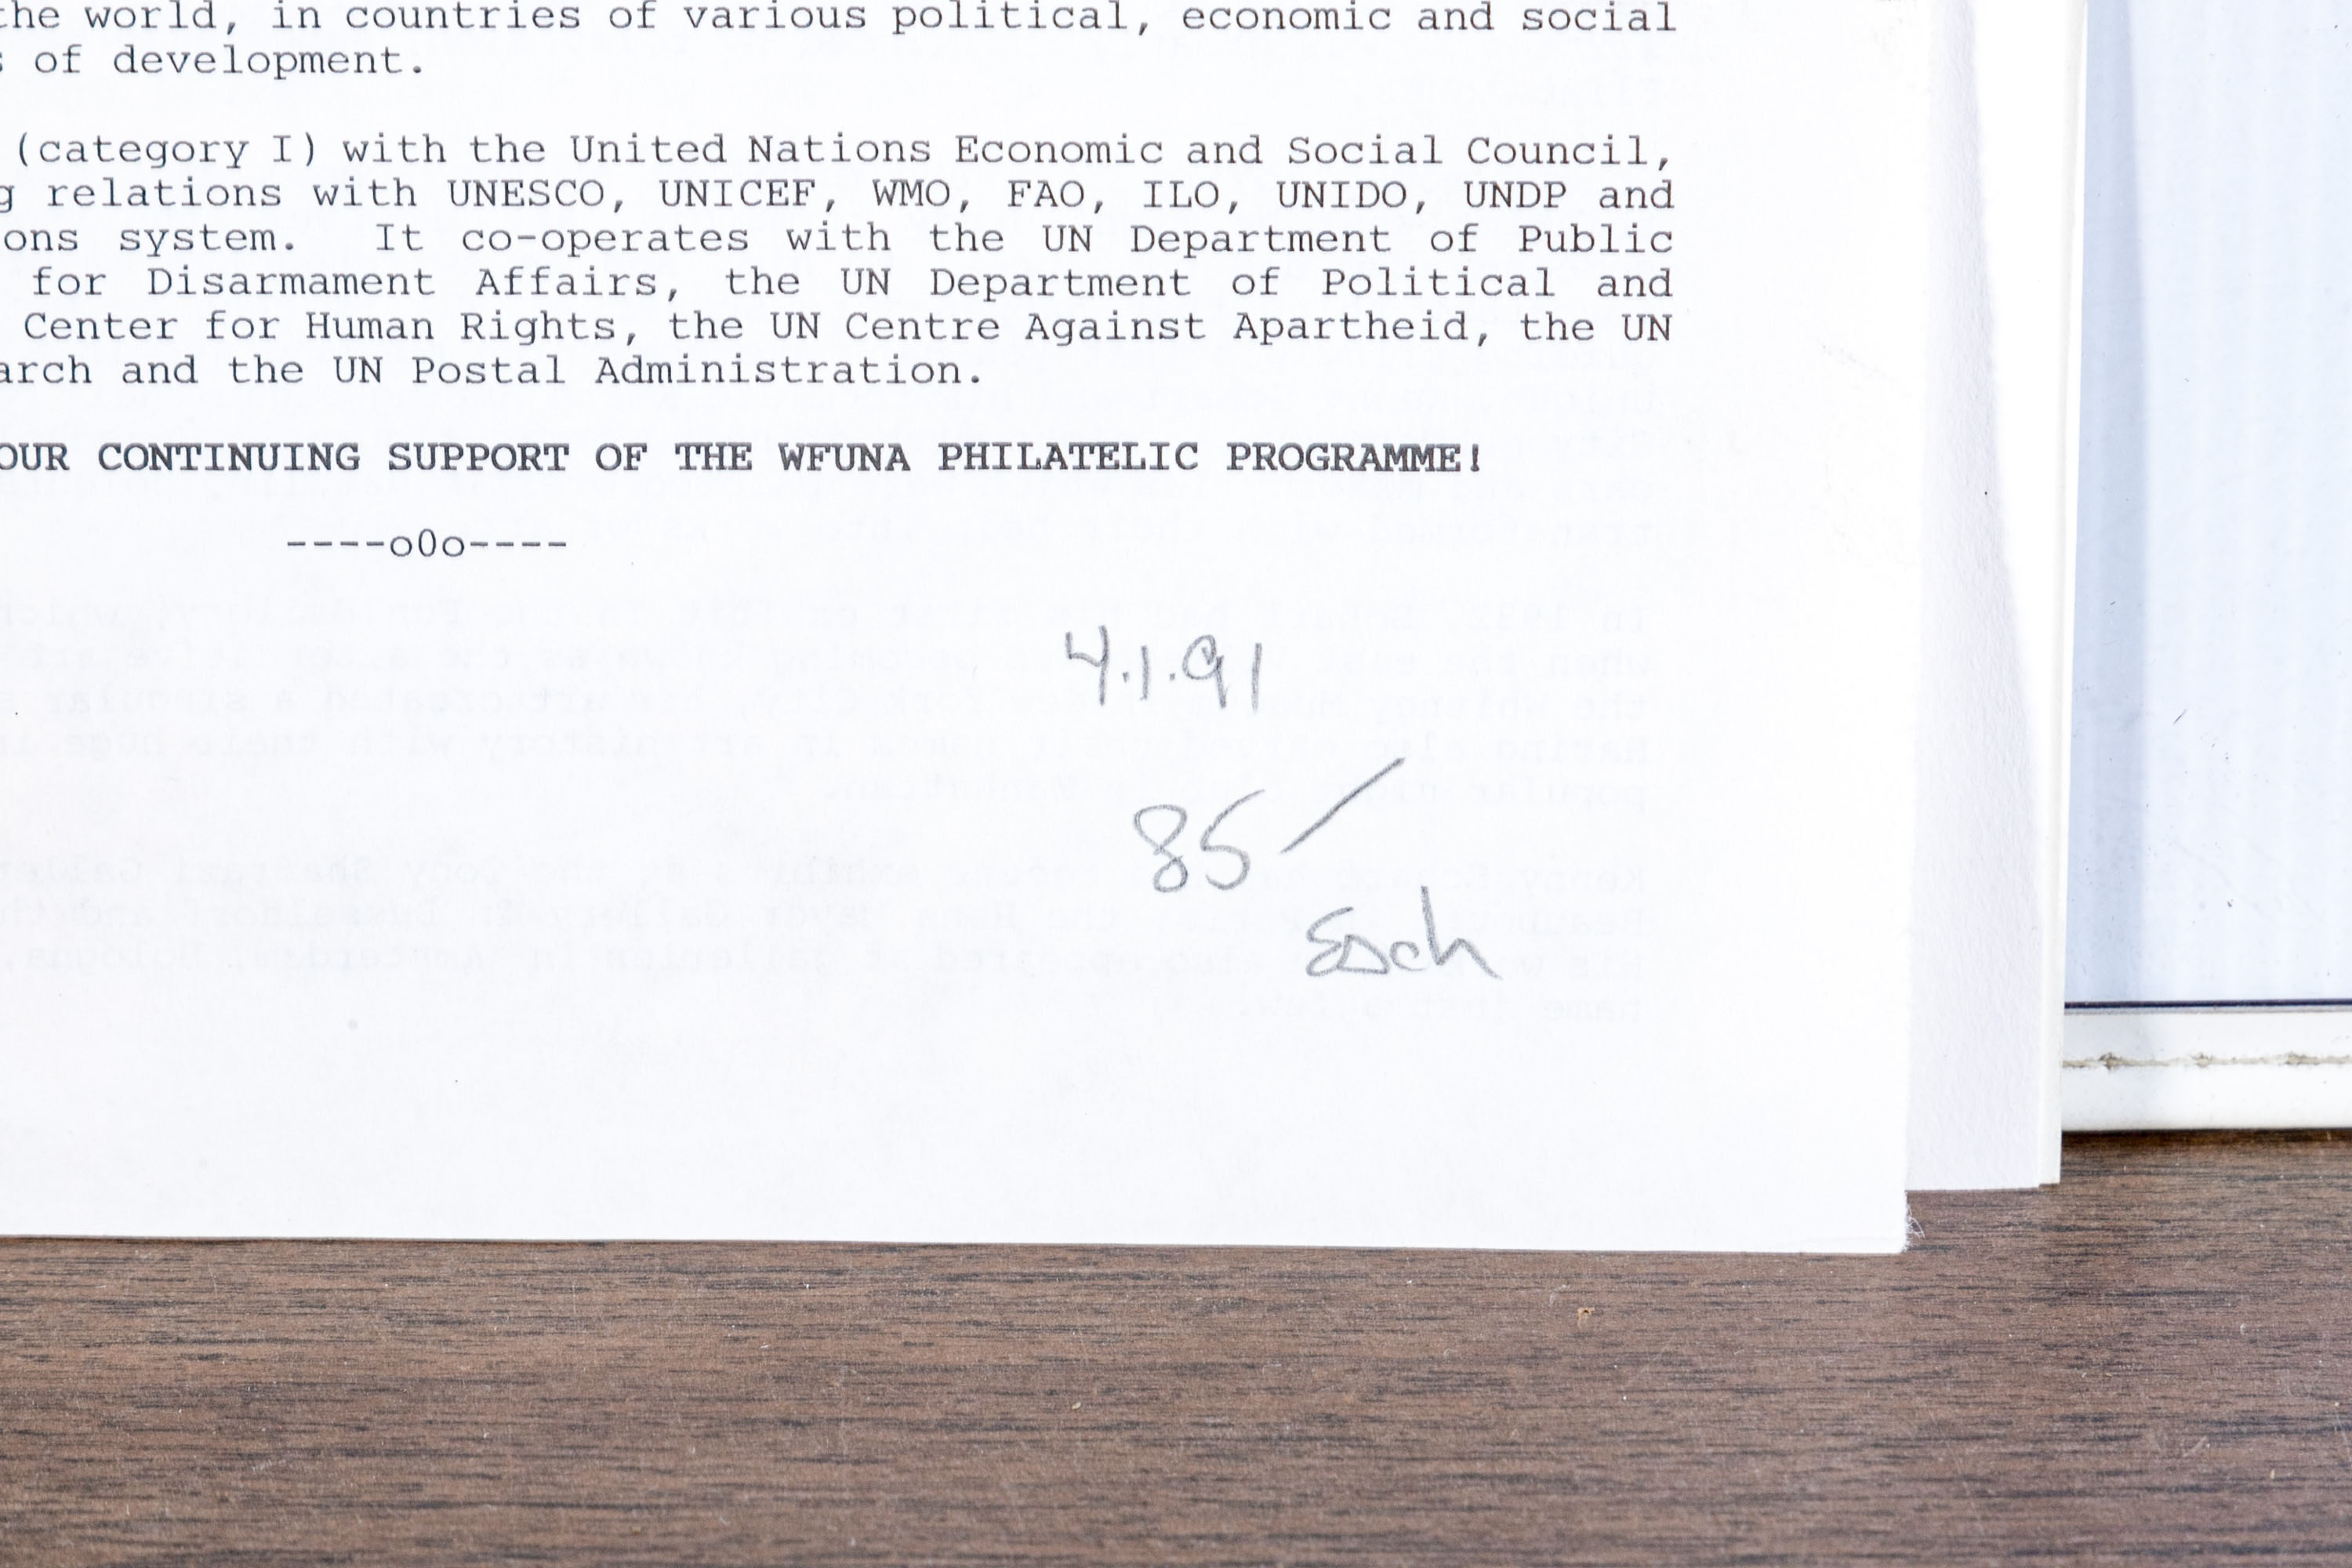 the world, in countries of various political, economic and social
of development.
(category I) with the United Nations Economic and Social Council,
g relations with UNESCO, UNICEF, WMO, FAO, ILO, UNIDO, UNDP and
ons system. It co-operates with the UN Department of Public
for Disarmament Affairs, the UN Department of Political and
Center for Human Rights, the UN Centre Against Apartheid, the UN
arch and the UN Postal Administration.
OUR CONTINUING SUPPORT OF THE WFUNA PHILATELIC PROGRAMME!
----o0o----
4.1.91
85/
Each